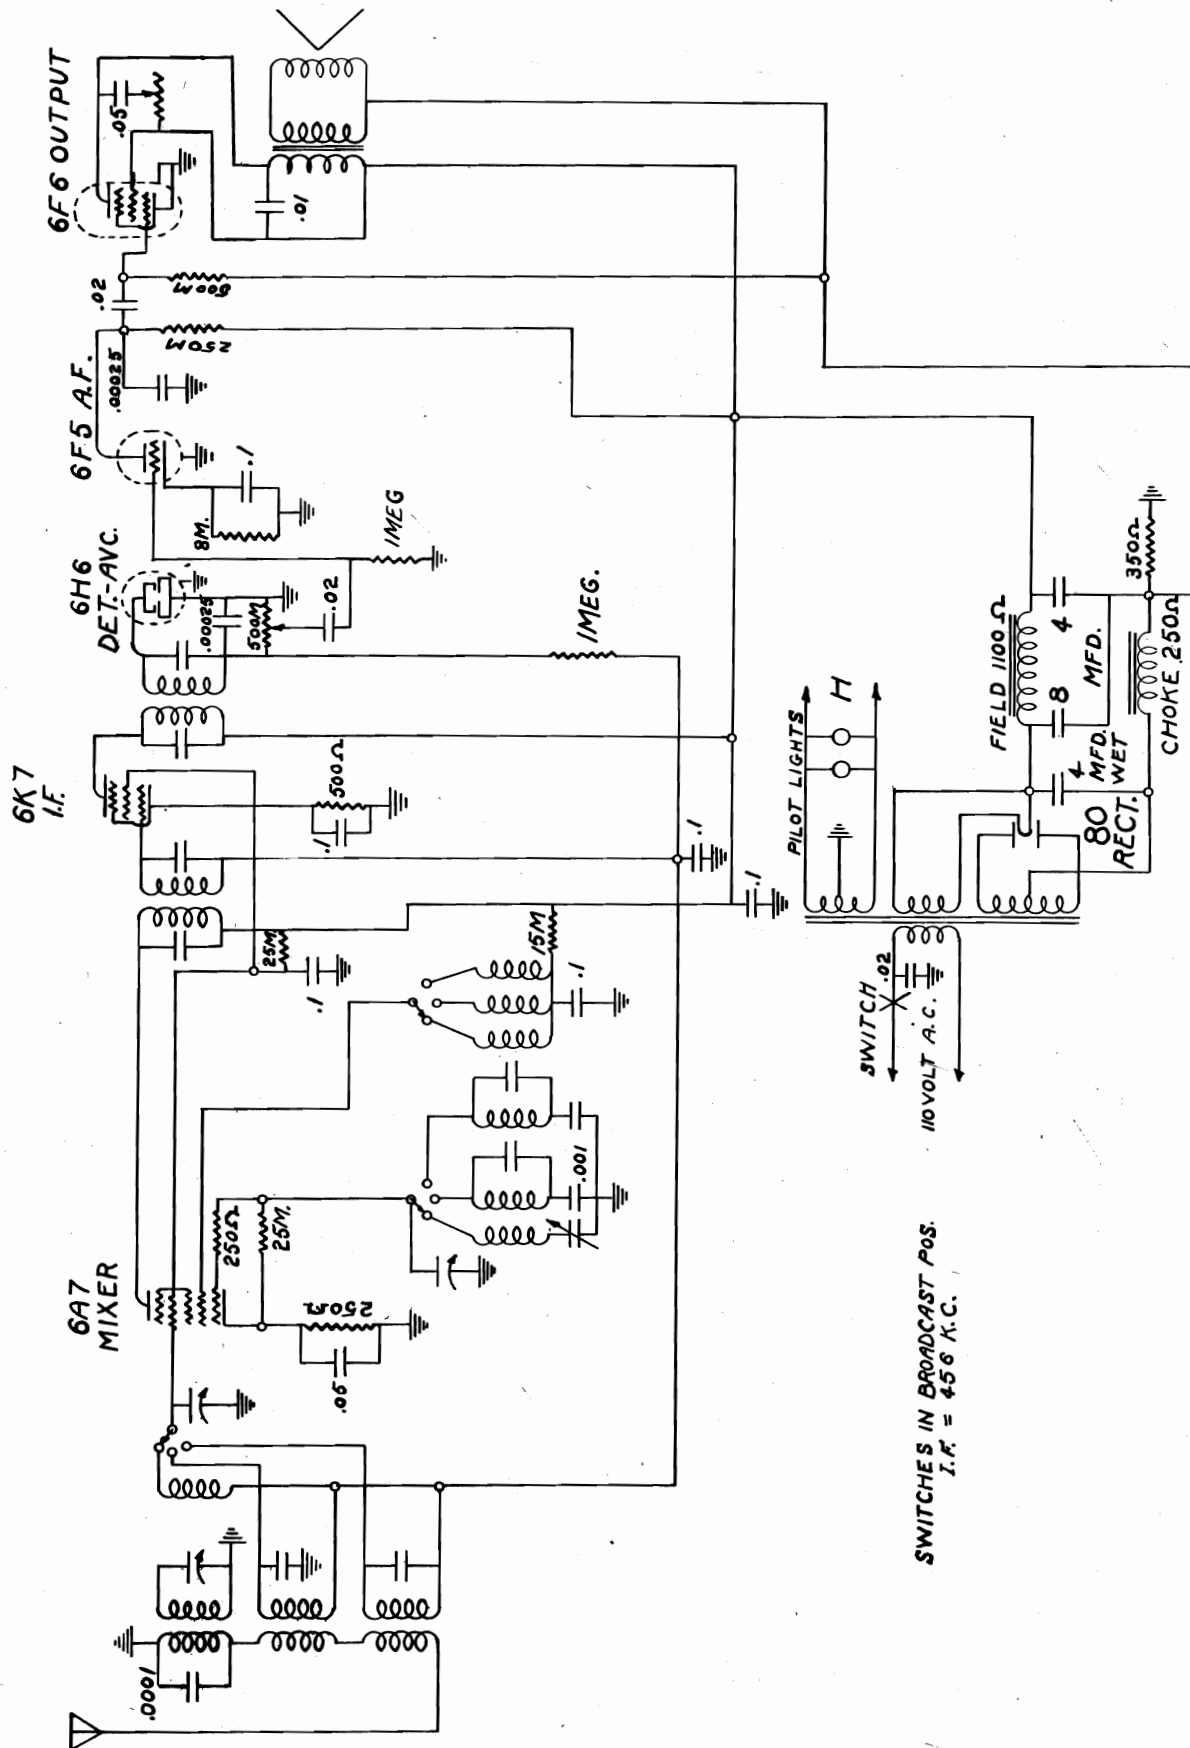 6A7
MIXER
6K7
I.F.
6H6
DET.-AVC.
6F5 A.F.
6F6 OUTPUT
.0001
.05
250Ω
250Ω
25M.
.001
25M
.1
15M
.1
.1
500Ω
.1
.1
.00025
500M
.02
1MEG.
1MEG
8M.
.1
.00025
250M
.02
500M
.05
.01
SWITCH
.02
110 VOLT A.C.
PILOT LIGHTS
H
80
RECT.
4
MFD.
WET
8
4
MFD.
FIELD 1100Ω
CHOKE 250Ω
350Ω
SWITCHES IN BROADCAST POS.
I.F. = 456 K.C.